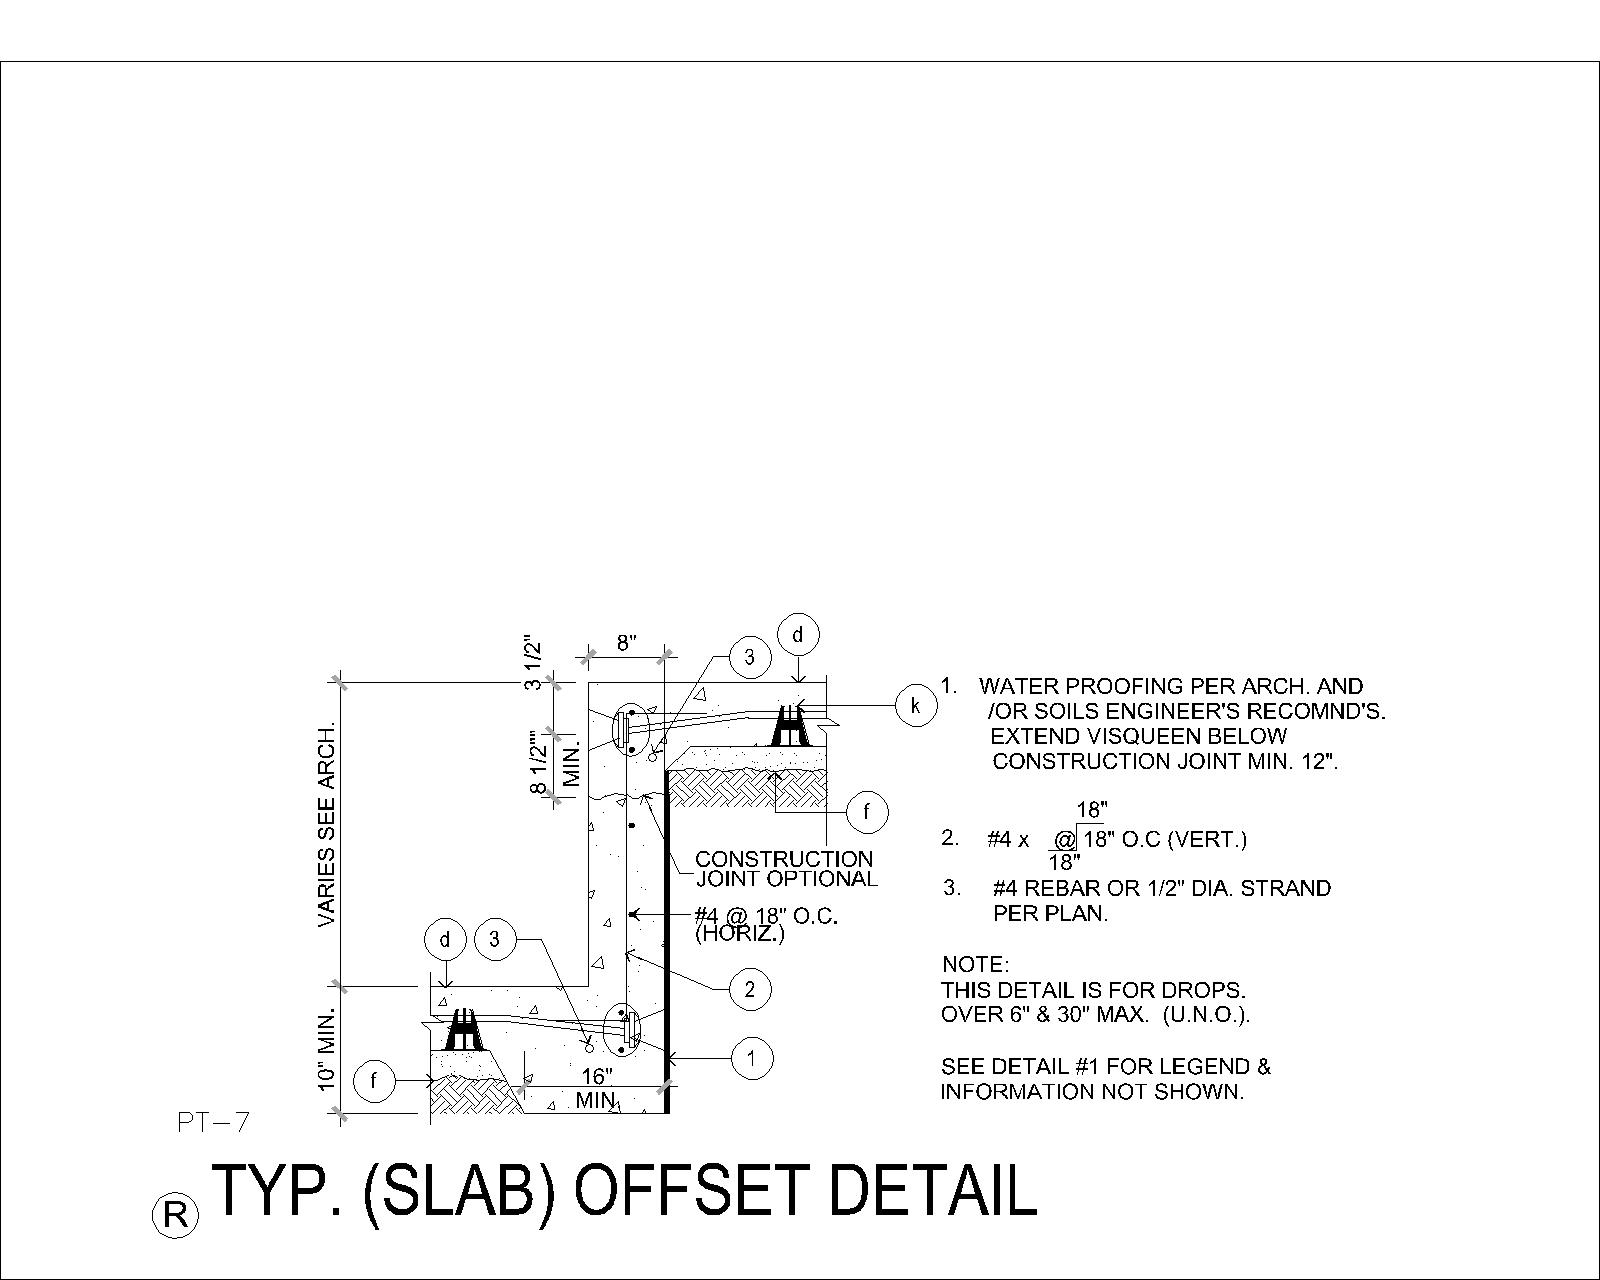 d
8"
3
3 1/2"
k
8 1/2""
MIN.
f
VARIES SEE ARCH.
CONSTRUCTION
JOINT OPTIONAL
#4 @ 18" O.C.
(HORIZ.)
d
3
2
10" MIN.
1
f
16"
MIN
1. WATER PROOFING PER ARCH. AND
/OR SOILS ENGINEER'S RECOMND'S.
EXTEND VISQUEEN BELOW
CONSTRUCTION JOINT MIN. 12".
18"
2. #4 x @ 18" O.C (VERT.)
18"
3. #4 REBAR OR 1/2" DIA. STRAND
PER PLAN.
NOTE:
THIS DETAIL IS FOR DROPS.
OVER 6" & 30" MAX. (U.N.O.).
SEE DETAIL #1 FOR LEGEND &
INFORMATION NOT SHOWN.
PT-7
R TYP. (SLAB) OFFSET DETAIL